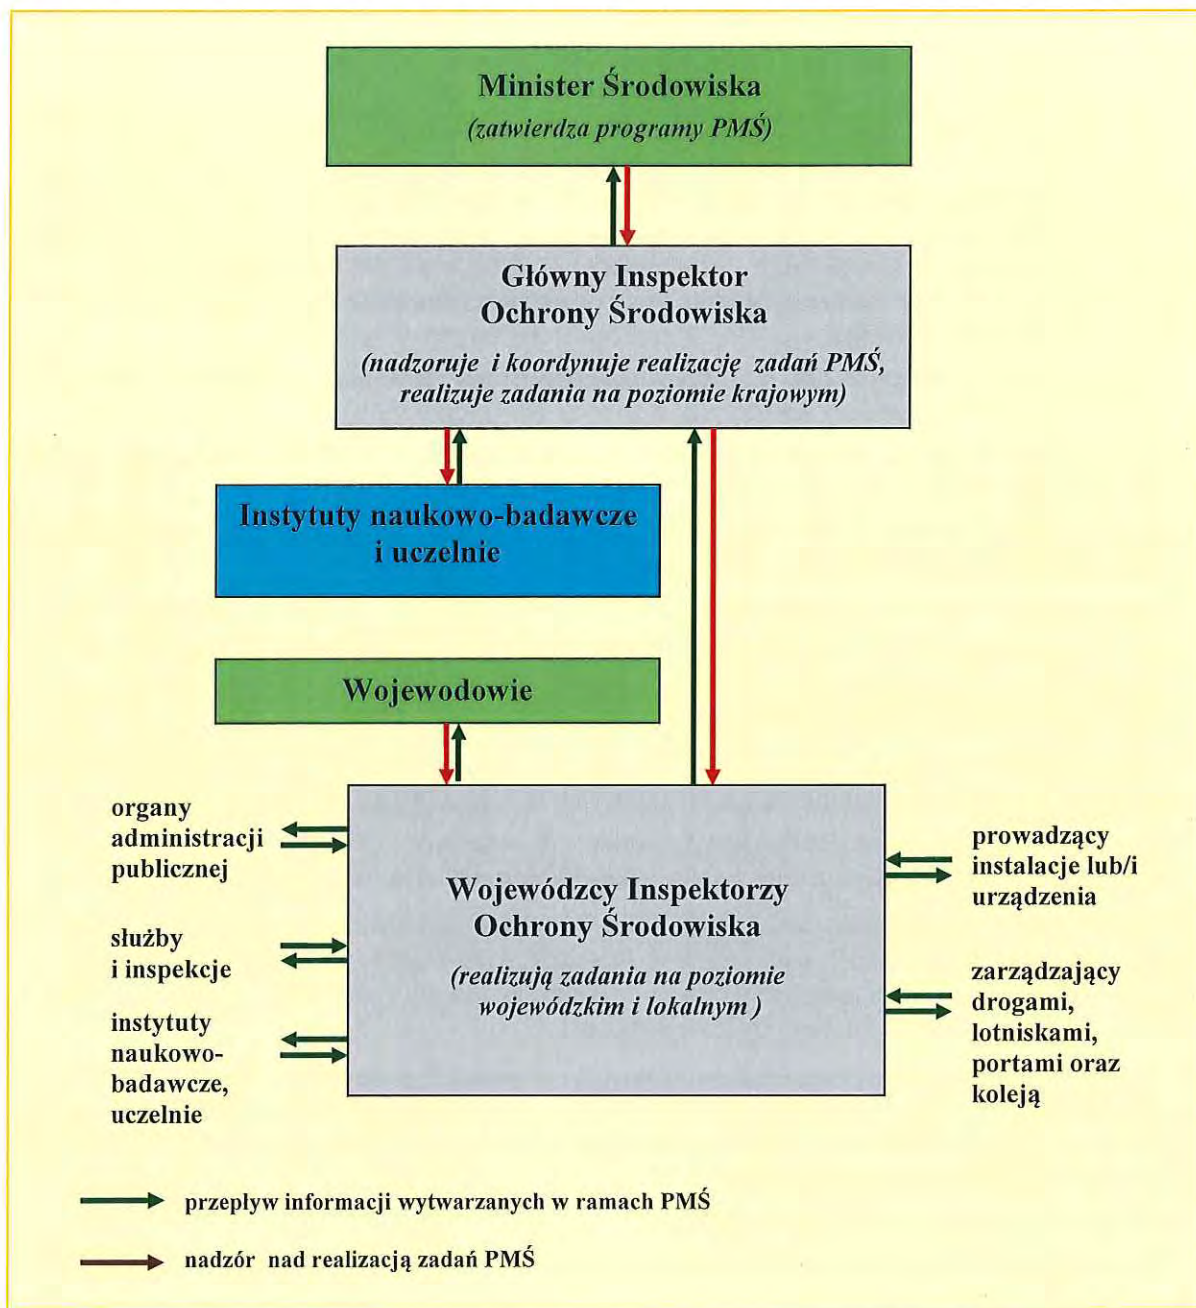 Minister Środowiska
(zatwierdza programy PMŚ)
Główny Inspektor
Ochrony Środowiska
(nadzoruje i koordynuje realizację zadań PMŚ,
realizuje zadania na poziomie krajowym)
Instytuty naukowo-badawcze
i uczelnie
Wojewodowie
organy
administracji
publicznej
służby
i inspekcje
instytuty
naukowo-
badawcze,
uczelnie
Wojewódzcy Inspektorzy
Ochrony Środowiska
(realizują zadania na poziomie
wojewódzkim i lokalnym )
prowadzący
instalacje lub/i
urządzenia
zarządzający
drogami,
lotniskami,
portami oraz
koleją
przepływ informacji wytwarzanych w ramach PMŚ
nadzór nad realizacją zadań PMŚ